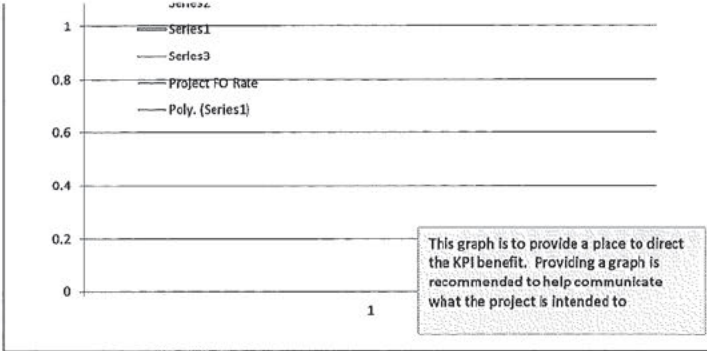 Series2
1
Series1
Series3
0.8
Project FO Rate
Poly. (Series1)
0.6
0.4
0.2
This graph is to provide a place to direct
the KPI benefit. Providing a graph is
recommended to help communicate
what the project is intended to
0
1